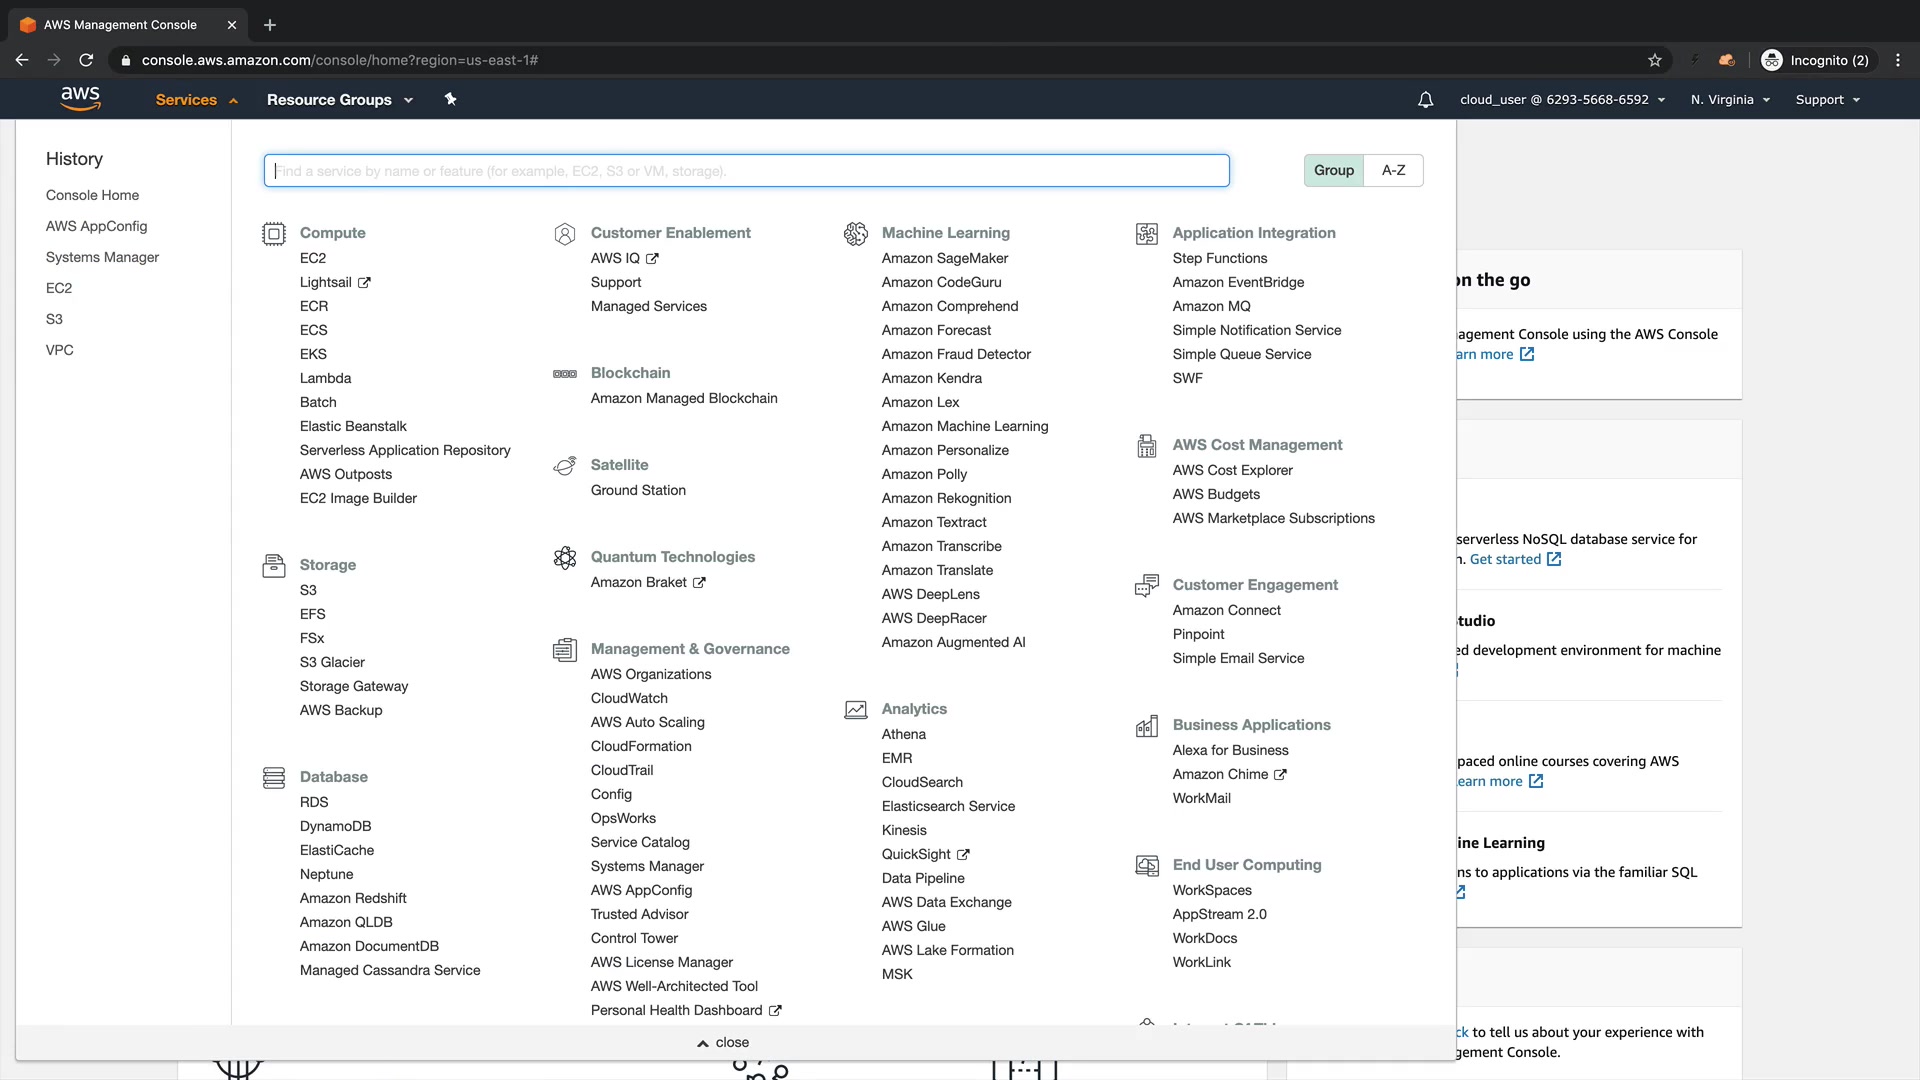 AWS Management Console
console.aws.amazon.com/console/home?region=us-east-1#
Incognito (2)
aws
Services
Resource Groups
cloud_user @ 6293-5668-6592
N. Virginia
Support
History
Console Home
AWS AppConfig
Systems Manager
EC2
S3
VPC
Find a service by name or feature (for example, EC2, S3 or VM, storage).
Group
A-Z
Compute
EC2
Lightsail
ECR
ECS
EKS
Lambda
Batch
Elastic Beanstalk
Serverless Application Repository
AWS Outposts
EC2 Image Builder
Storage
S3
EFS
FSx
S3 Glacier
Storage Gateway
AWS Backup
Database
RDS
DynamoDB
ElastiCache
Neptune
Amazon Redshift
Amazon QLDB
Amazon DocumentDB
Managed Cassandra Service
Customer Enablement
AWS IQ
Support
Managed Services
Blockchain
Amazon Managed Blockchain
Satellite
Ground Station
Quantum Technologies
Amazon Braket
Management & Governance
AWS Organizations
CloudWatch
AWS Auto Scaling
CloudFormation
CloudTrail
Config
OpsWorks
Service Catalog
Systems Manager
AWS AppConfig
Trusted Advisor
Control Tower
AWS License Manager
AWS Well-Architected Tool
Personal Health Dashboard
Machine Learning
Amazon SageMaker
Amazon CodeGuru
Amazon Comprehend
Amazon Forecast
Amazon Fraud Detector
Amazon Kendra
Amazon Lex
Amazon Machine Learning
Amazon Personalize
Amazon Polly
Amazon Rekognition
Amazon Textract
Amazon Transcribe
Amazon Translate
AWS DeepLens
AWS DeepRacer
Amazon Augmented AI
Analytics
Athena
EMR
CloudSearch
Elasticsearch Service
Kinesis
QuickSight
Data Pipeline
AWS Data Exchange
AWS Glue
AWS Lake Formation
MSK
Application Integration
Step Functions
Amazon EventBridge
Amazon MQ
Simple Notification Service
Simple Queue Service
SWF
AWS Cost Management
AWS Cost Explorer
AWS Budgets
AWS Marketplace Subscriptions
Customer Engagement
Amazon Connect
Pinpoint
Simple Email Service
Business Applications
Alexa for Business
Amazon Chime
WorkMail
End User Computing
WorkSpaces
AppStream 2.0
WorkDocs
WorkLink
close
on the go
agement Console using the AWS Console
arn more
serverless NoSQL database service for
n. Get started
tudio
ed development environment for machine
paced online courses covering AWS
earn more
ine Learning
ns to applications via the familiar SQL
ck to tell us about your experience with
gement Console.